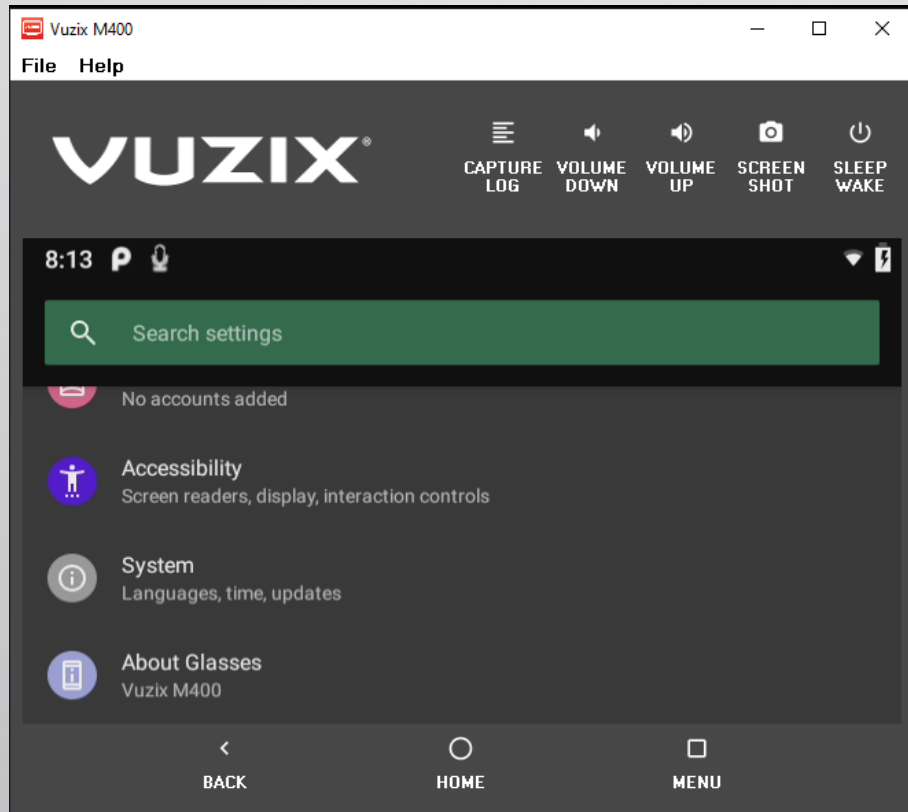 Vuzix M400
File Help
VUZIX®
CAPTURE LOG
VOLUME DOWN
VOLUME UP
SCREEN SHOT
SLEEP WAKE
8:13
Search settings
No accounts added
Accessibility
Screen readers, display, interaction controls
System
Languages, time, updates
About Glasses
Vuzix M400
BACK HOME MENU